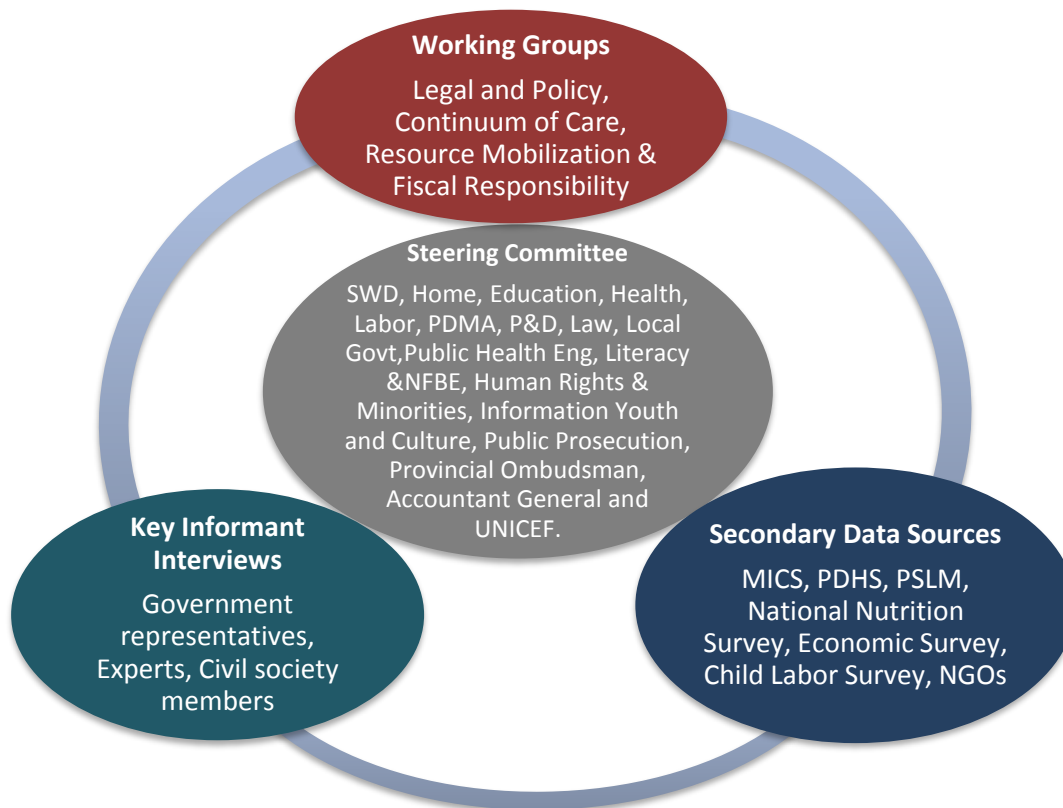 Working Groups
Legal and Policy,
Continuum of Care,
Resource Mobilization &
Fiscal Responsibility
Steering Committee
SWD, Home, Education, Health,
Labor, PDMA, P&D, Law, Local
Govt,Public Health Eng, Literacy
&NFBE, Human Rights &
Minorities, Information Youth
and Culture, Public Prosecution,
Provincial Ombudsman,
Accountant General and
UNICEF.
Key Informant
Interviews
Government
representatives,
Experts, Civil society
members
Secondary Data Sources
MICS, PDHS, PSLM,
National Nutrition
Survey, Economic Survey,
Child Labor Survey, NGOs